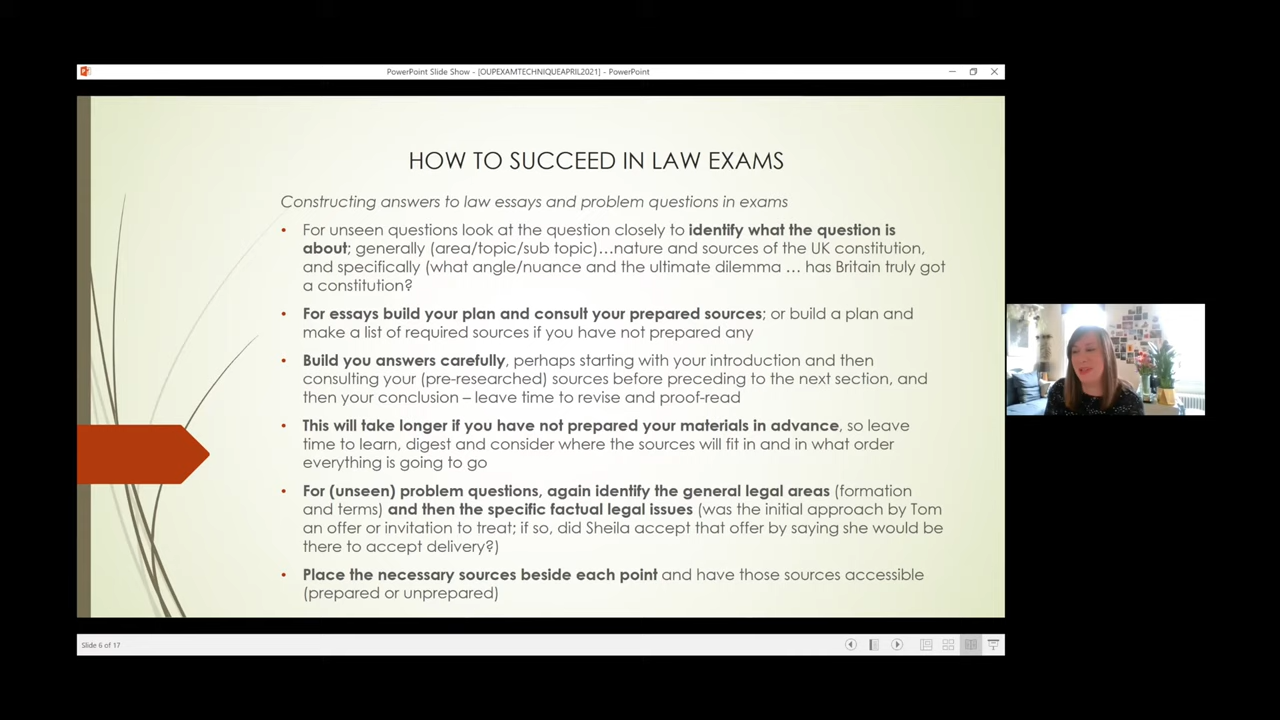 PowerPoint Slide Show - [OUPEXAMTECHNIQUEAPRIL2021] - PowerPoint
HOW TO SUCCEED IN LAW EXAMS
Constructing answers to law essays and problem questions in exams
• For unseen questions look at the question closely to identify what the question is
about; generally (area/topic/sub topic)…nature and sources of the UK constitution,
and specifically (what angle/nuance and the ultimate dilemma … has Britain truly got
a constitution?
• For essays build your plan and consult your prepared sources; or build a plan and
make a list of required sources if you have not prepared any
• Build you answers carefully, perhaps starting with your introduction and then
consulting your (pre-researched) sources before preceding to the next section, and
then your conclusion – leave time to revise and proof-read
• This will take longer if you have not prepared your materials in advance, so leave
time to learn, digest and consider where the sources will fit in and in what order
everything is going to go
• For (unseen) problem questions, again identify the general legal areas (formation
and terms) and then the specific factual legal issues (was the initial approach by Tom
an offer or invitation to treat; if so, did Sheila accept that offer by saying she would be
there to accept delivery?)
• Place the necessary sources beside each point and have those sources accessible
(prepared or unprepared)
Slide 6 of 17